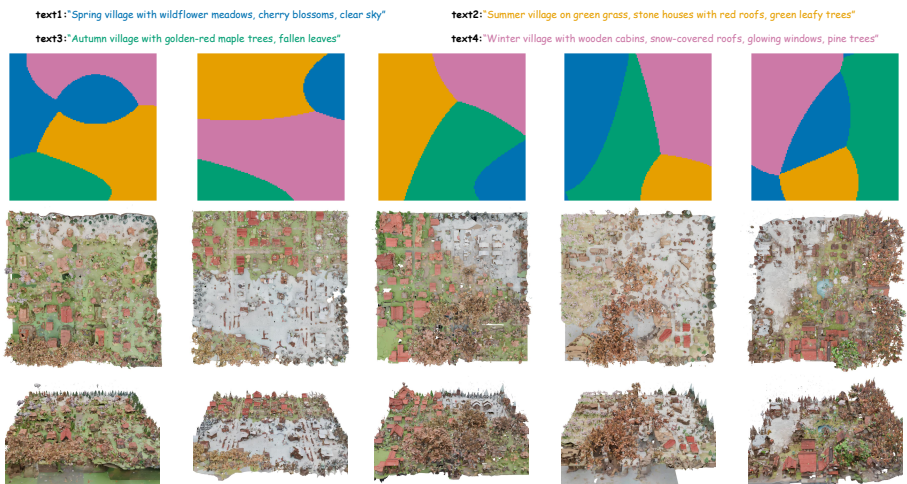 text1:"Spring village with wildflower meadows, cherry blossoms, clear sky"
text2:"Summer village on green grass, stone houses with red roofs, green leafy trees"
text3:"Autumn village with golden-red maple trees, fallen leaves"
text4:"Winter village with wooden cabins, snow-covered roofs, glowing windows, pine trees"